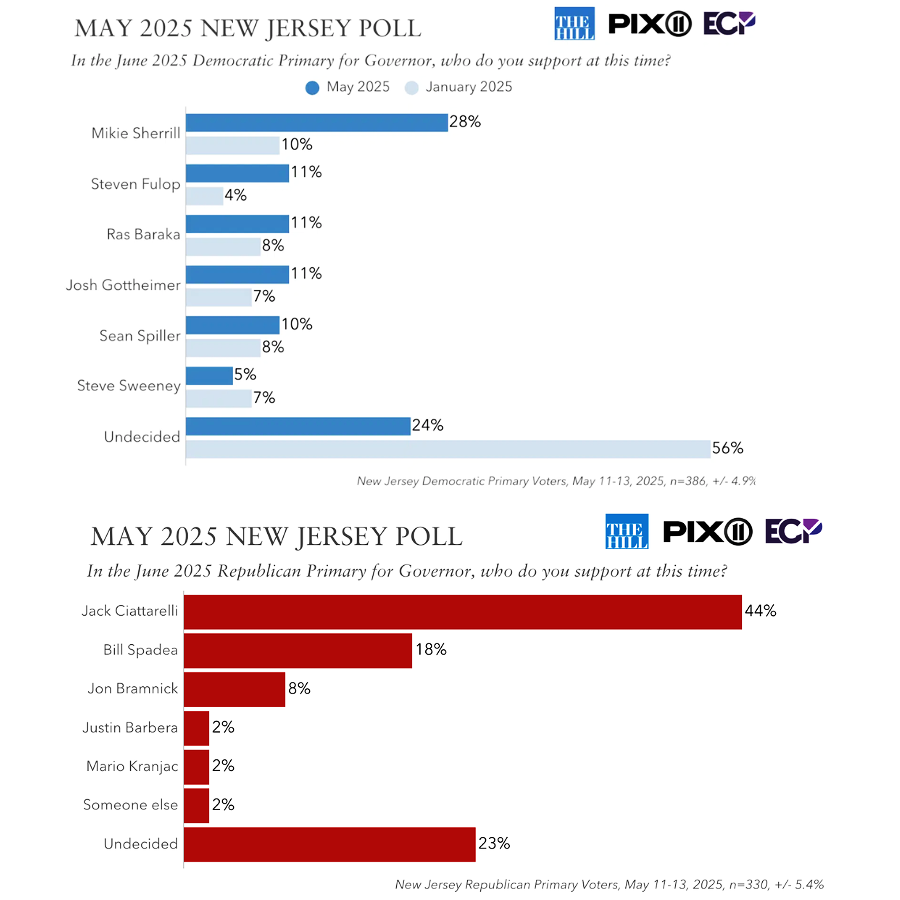 MAY 2025 NEW JERSEY POLL
THE HILL PIX11 ECP
In the June 2025 Democratic Primary for Governor, who do you support at this time?
May 2025 January 2025
Mikie Sherrill 28%
10%
Steven Fulop 11%
4%
Ras Baraka 11%
8%
Josh Gottheimer 11%
7%
Sean Spiller 10%
8%
Steve Sweeney 5%
7%
Undecided 24%
56%
New Jersey Democratic Primary Voters, May 11-13, 2025, n=386, +/- 4.9%
MAY 2025 NEW JERSEY POLL
THE HILL PIX11 ECP
In the June 2025 Republican Primary for Governor, who do you support at this time?
Jack Ciattarelli 44%
Bill Spadea 18%
Jon Bramnick 8%
Justin Barbera 2%
Mario Kranjac 2%
Someone else 2%
Undecided 23%
New Jersey Republican Primary Voters, May 11-13, 2025, n=330, +/- 5.4%